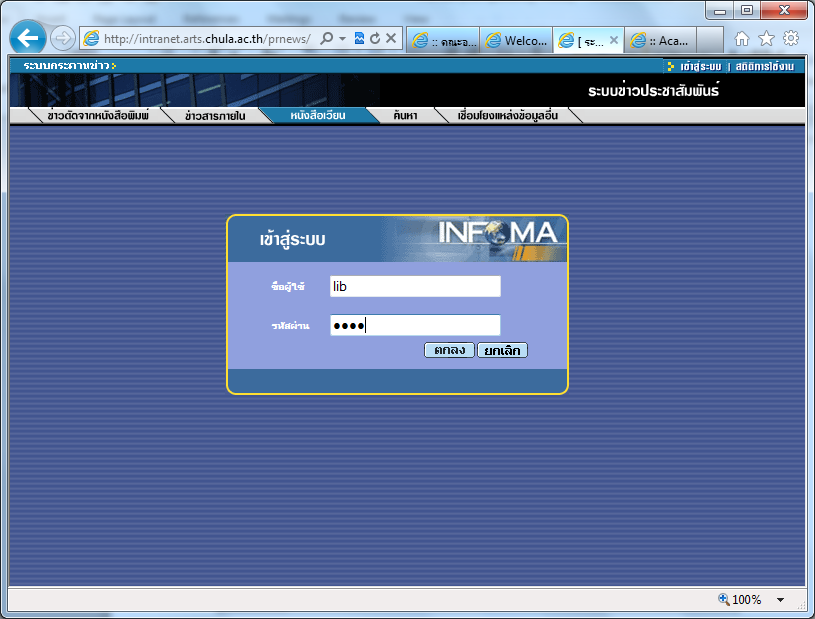 http://intranet.arts.chula.ac.th/prnews/
:: คณะอ...
Welco...
[ ระ...
:: Aca...
ระบบกระดานข่าว
เข้าสู่ระบบ | สถิติการใช้งาน
ระบบข่าวประชาสัมพันธ์
ข่าวตัดจากหนังสือพิมพ์
ข่าวสารภายใน
หนังสือเวียน
ค้นหา
เชื่อมโยงแหล่งข้อมูลอื่น
เข้าสู่ระบบ
INFOMA
ชื่อผู้ใช้
lib
รหัสผ่าน
ตกลง
ยกเลิก
100%